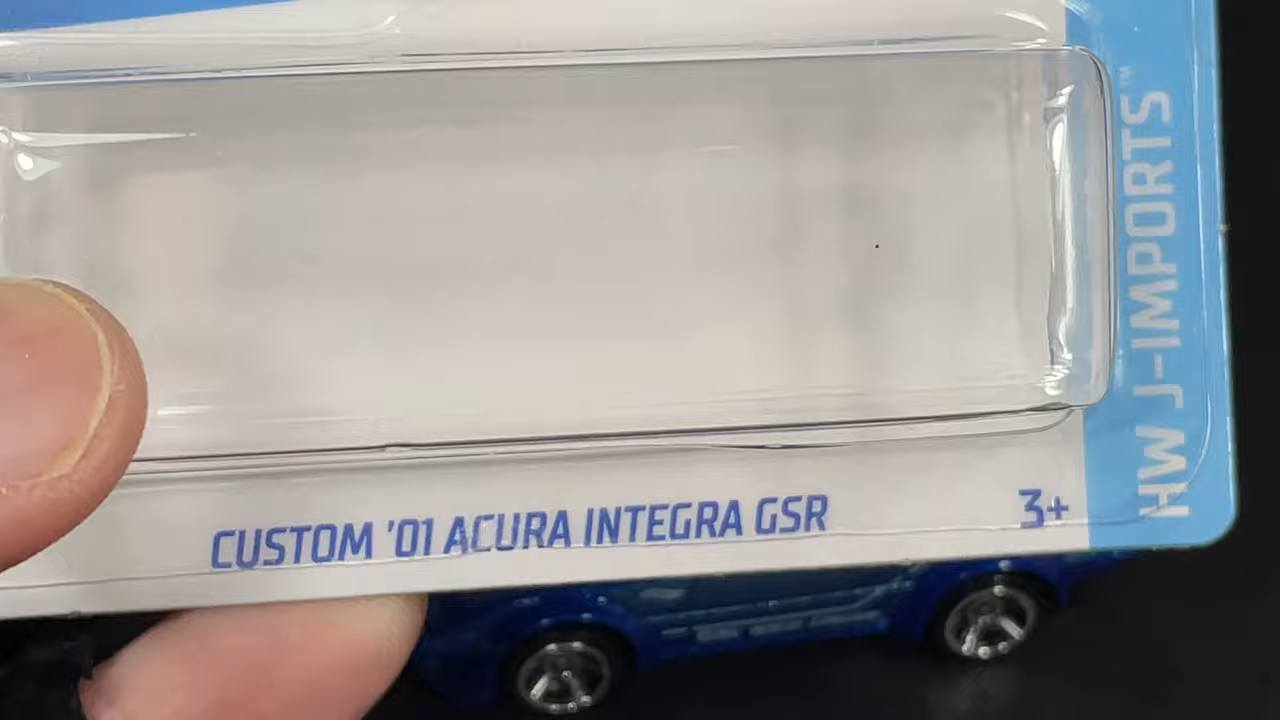 HW J-IMPORTS™
CUSTOM '01 ACURA INTEGRA GSR
3+